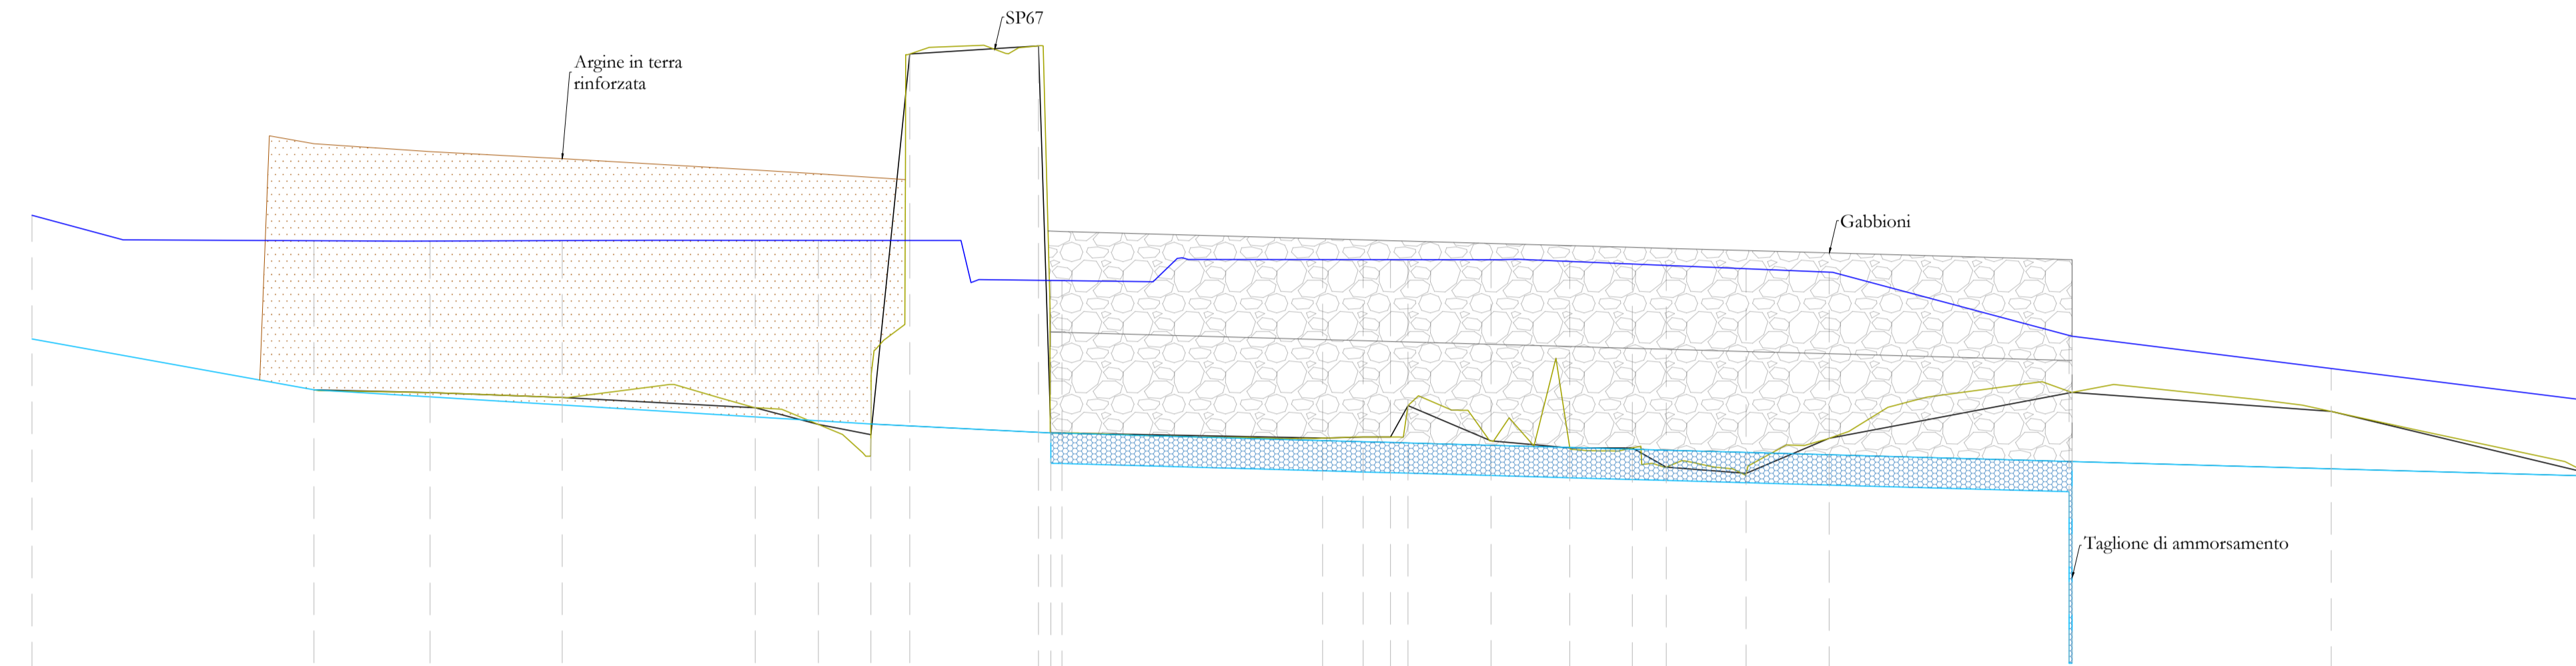 SP67
Argine in terra
rinforzata
Gabbioni
Taglione di ammorsamento